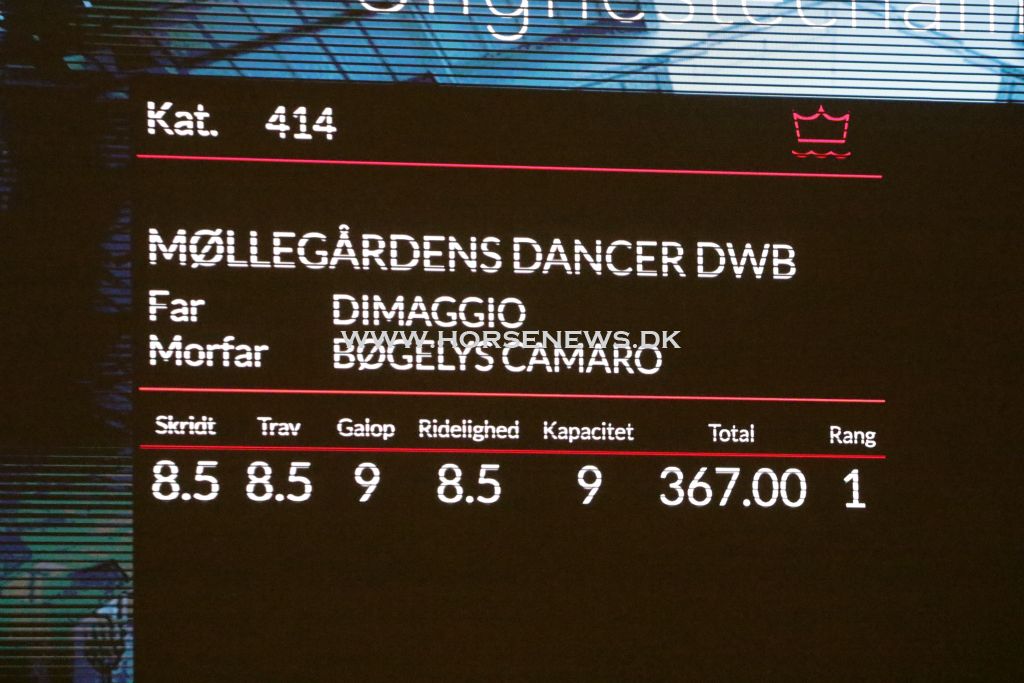 Kat. 414
MØLLEGÅRDENS DANCER DWB
Far DIMAGGIO
WWW.HORSENEWS.DK
Morfar BØGELYS CAMARO
Skridt Trav Galop Ridelighed Kapacitet Total Rang
8.5 8.5 9 8.5 9 367.00 1